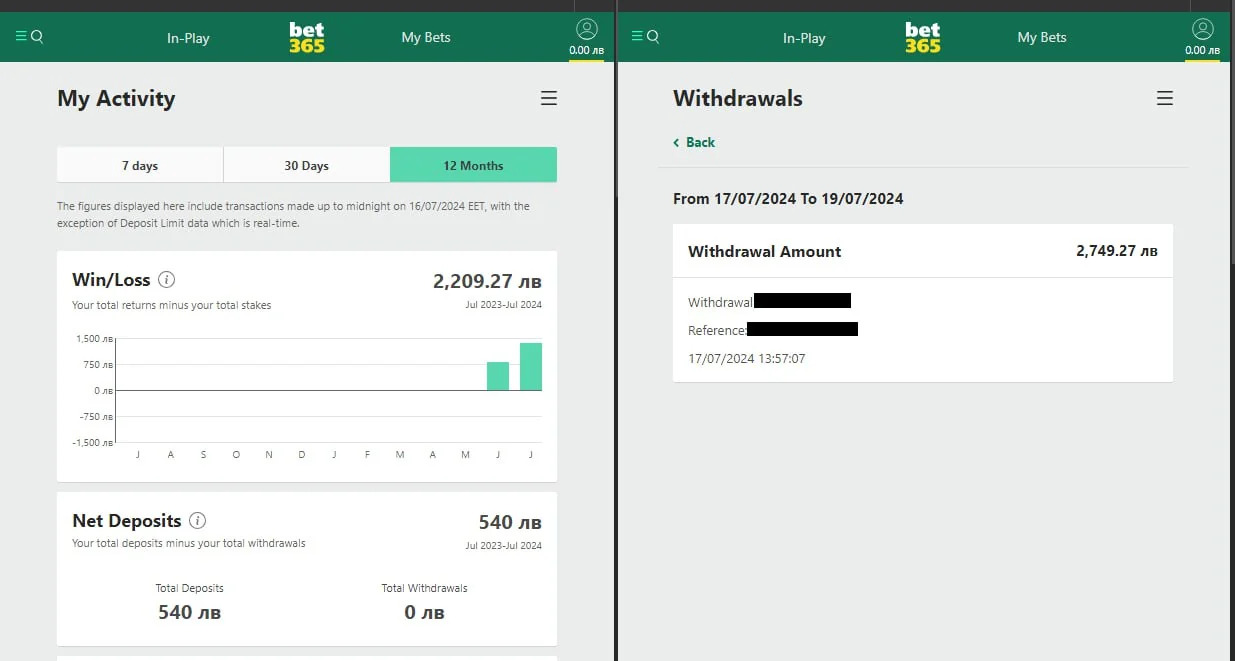 In-Play
bet
365
My Bets
0.00 лв
My Activity
7 days
30 Days
12 Months
The figures displayed here include transactions made up to midnight on 16/07/2024 EET, with the
exception of Deposit Limit data which is real-time.
Win/Loss i
2,209.27 лв
Your total returns minus your total stakes
Jul 2023-Jul 2024
1,500 лв
750 лв
0 лв
-750 лв
-1,500 лв
J A S O N D J F M A M J J
Net Deposits i
540 лв
Your total deposits minus your total withdrawals
Jul 2023-Jul 2024
Total Deposits
540 лв
Total Withdrawals
0 лв
In-Play
bet
365
My Bets
0.00 лв
Withdrawals
Back
From 17/07/2024 To 19/07/2024
Withdrawal Amount
2,749.27 лв
Withdrawal
Reference:
17/07/2024 13:57:07